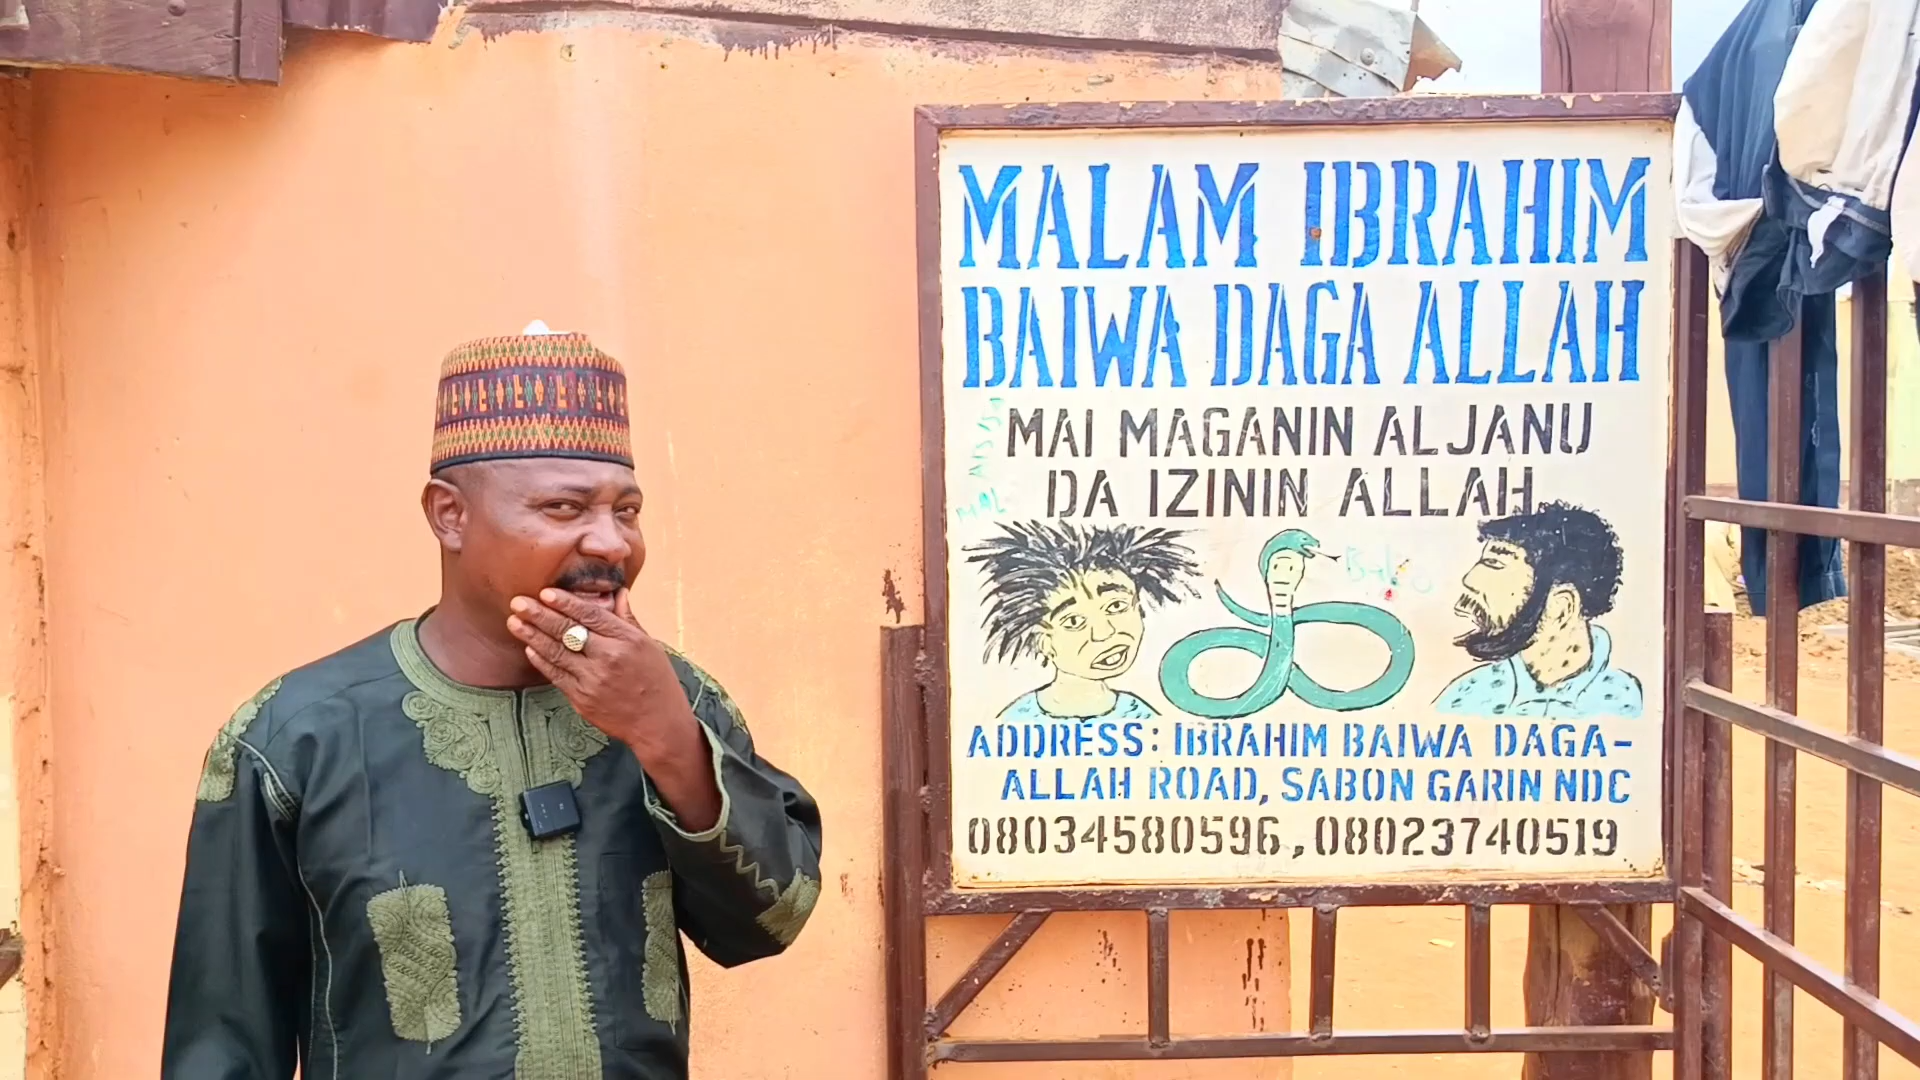 MALAM IBRAHIM
BAIWA DAGA ALLAH
MAI MAGANIN ALJANU
DA IZININ ALLAH
ADDRESS: IBRAHIM BAIWA DAGA-
ALLAH ROAD, SABON GARIN NDC
08034580596, 08023740519